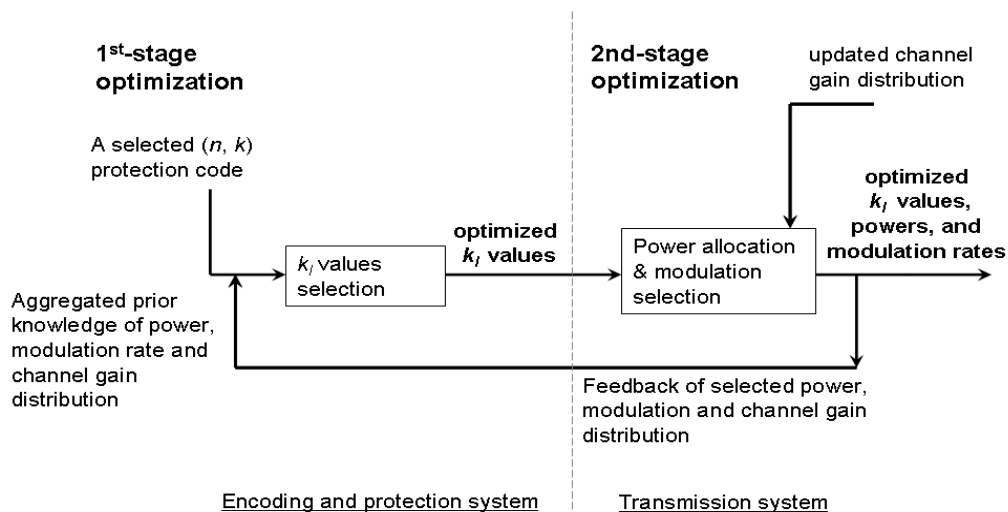 1st-stage
optimization
2nd-stage
optimization
updated channel
gain distribution
A selected (n, k)
protection code
optimized
kl values,
powers, and
modulation rates
optimized
kl values
kl values
selection
Power allocation
& modulation
selection
Aggregated prior
knowledge of power,
modulation rate and
channel gain
distribution
Feedback of selected power,
modulation and channel gain
distribution
Encoding and protection system
Transmission system